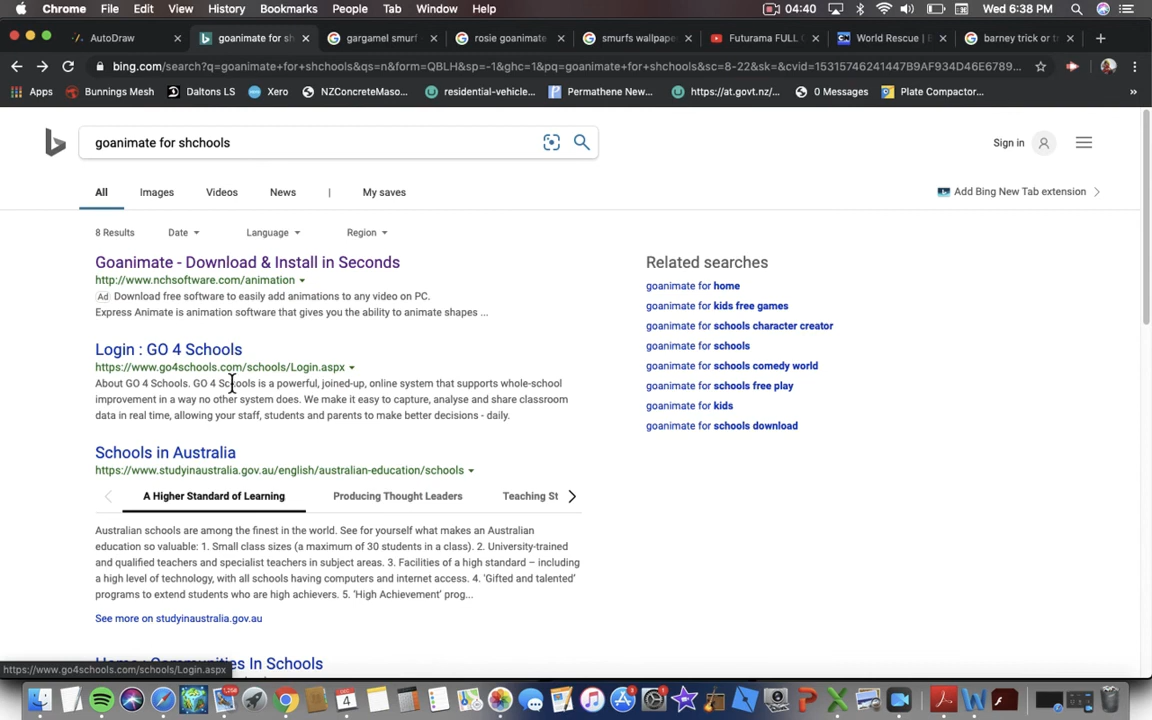 Chrome File Edit View History Bookmarks People Tab Window Help 04:40 Wed 6:38 PM
AutoDraw goanimate for sh gargamel smurf rosie goanimate smurfs wallpape Futurama FULL World Rescue | B barney trick or t
bing.com/search?q=goanimate+for+shchools&qs=n&form=QBLH&sp=-1&ghc=1&pq=goanimate+for+shchools&sc=8-22&sk=&cvid=15315746241447B9AF934D46E6789...
Apps Bunnings Mesh Daltons LS Xero NZConcreteMaso... residential-vehicle... Permathene New... https://at.govt.nz/... 0 Messages Plate Compactor... »
goanimate for shchools
Sign in
All Images Videos News | My saves
Add Bing New Tab extension
8 Results Date Language Region
Goanimate - Download & Install in Seconds
http://www.nchsoftware.com/animation
Ad Download free software to easily add animations to any video on PC.
Express Animate is animation software that gives you the ability to animate shapes ...
Login : GO 4 Schools
https://www.go4schools.com/schools/Login.aspx
About GO 4 Schools. GO 4 Schools is a powerful, joined-up, online system that supports whole-school
improvement in a way no other system does. We make it easy to capture, analyse and share classroom
data in real time, allowing your staff, students and parents to make better decisions - daily.
Schools in Australia
https://www.studyinaustralia.gov.au/english/australian-education/schools
A Higher Standard of Learning Producing Thought Leaders Teaching St
Australian schools are among the finest in the world. See for yourself what makes an Australian
education so valuable: 1. Small class sizes (a maximum of 30 students in a class). 2. University-trained
and qualified teachers and specialist teachers in subject areas. 3. Facilities of a high standard – including
a high level of technology, with all schools having computers and internet access. 4. 'Gifted and talented'
programs to extend students who are high achievers. 5. 'High Achievement' prog...
See more on studyinaustralia.gov.au
Home : Communities In Schools
Related searches
goanimate for home
goanimate for kids free games
goanimate for schools character creator
goanimate for schools
goanimate for schools comedy world
goanimate for schools free play
goanimate for kids
goanimate for schools download
https://www.go4schools.com/schools/Login.aspx